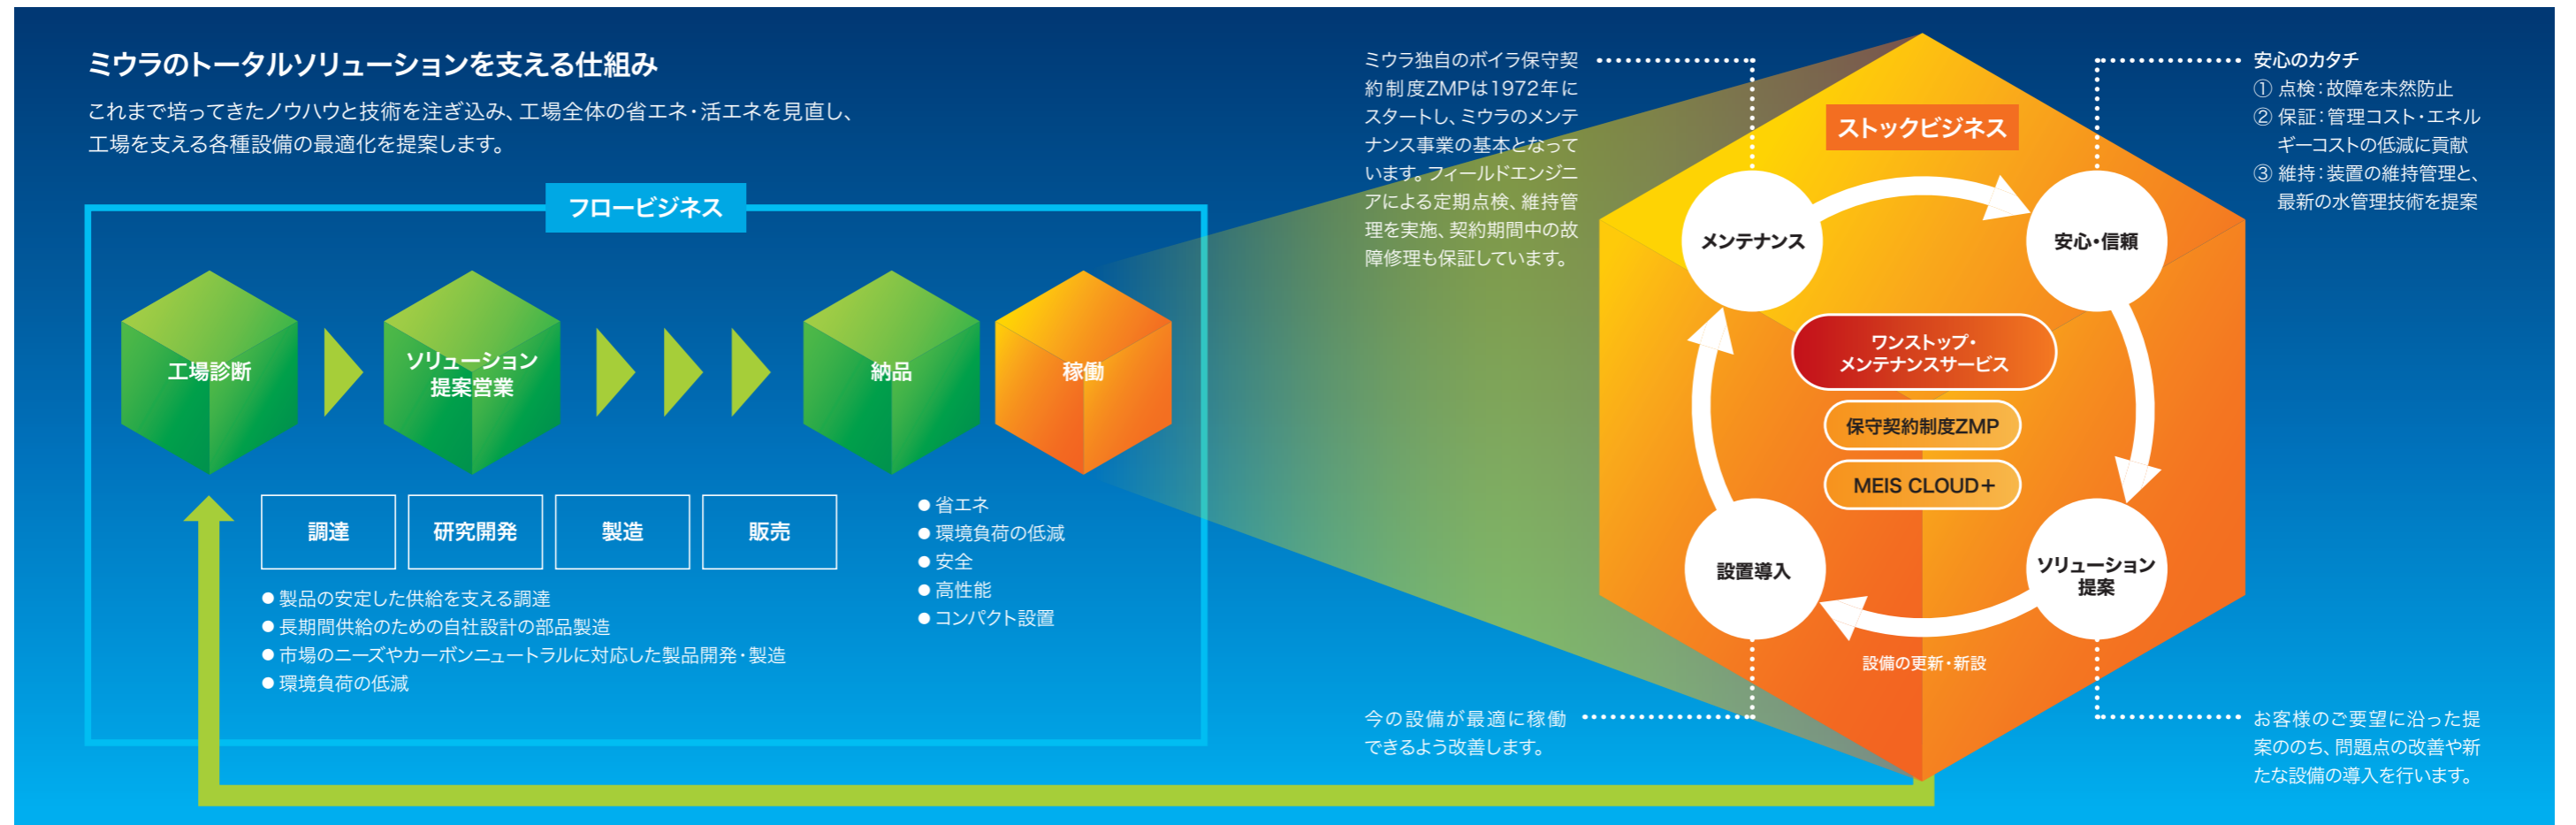 ミウラのトータルソリューションを支える仕組み
これまで培ってきたノウハウと技術を注ぎ込み、工場全体の省エネ・活エネを見直し、
工場を支える各種設備の最適化を提案します。
フロービジネス
工場診断
ソリューション
提案営業
納品
稼働
調達
研究開発
製造
販売
● 製品の安定した供給を支える調達
● 長期間供給のための自社設計の部品製造
● 市場のニーズやカーボンニュートラルに対応した製品開発・製造
● 環境負荷の低減
● 省エネ
● 環境負荷の低減
● 安全
● 高性能
● コンパクト設置
ミウラ独自のボイラ保守契
約制度ZMPは1972年に
スタートし、ミウラのメンテ
ナンス事業の基本となって
います。フィールドエンジニ
アによる定期点検、維持管
理を実施、契約期間中の故
障修理も保証しています。
ストックビジネス
メンテナンス
安心・信頼
ワンストップ・
メンテナンスサービス
保守契約制度ZMP
MEIS CLOUD+
設置導入
ソリューション
提案
設備の更新・新設
安心のカタチ
① 点検：故障を未然防止
② 保証：管理コスト・エネル
ギーコストの低減に貢献
③ 維持：装置の維持管理と、
最新の水管理技術を提案
今の設備が最適に稼働
できるよう改善します。
お客様のご要望に沿った提
案ののち、問題点の改善や新
たな設備の導入を行います。